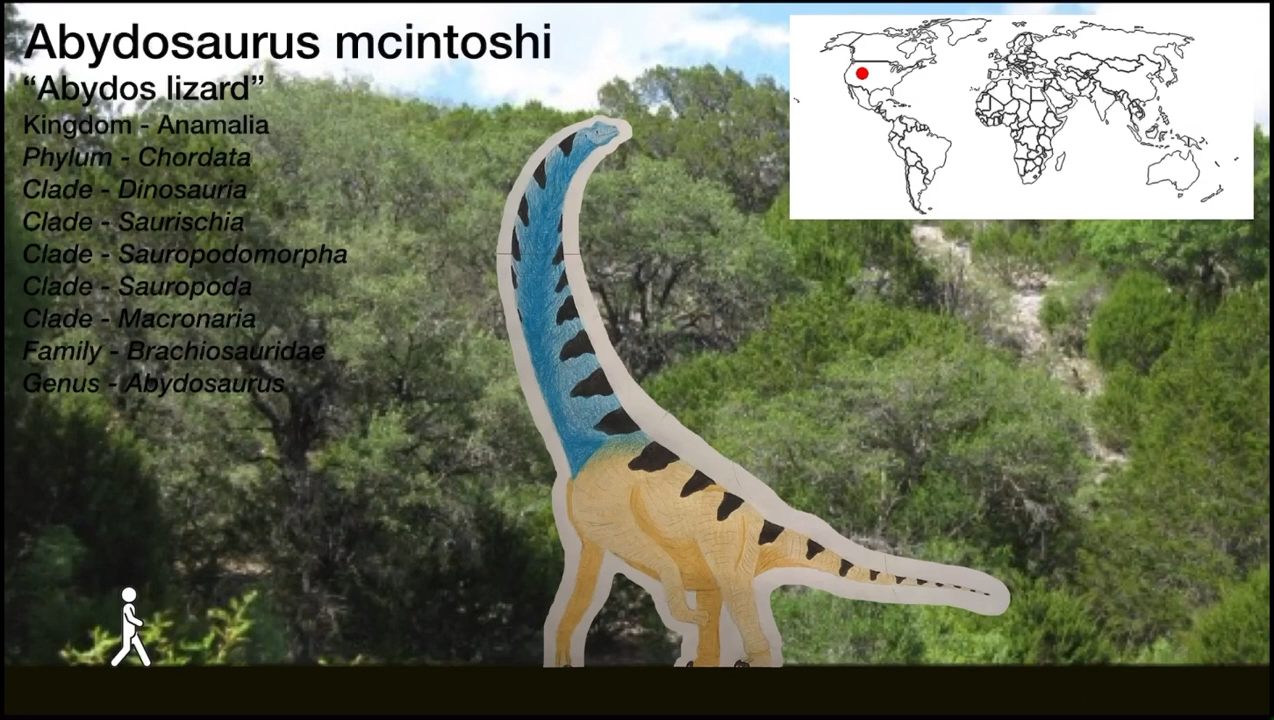 Abydosaurus mcintoshi
“Abydos lizard”
Kingdom - Anamalia
Phylum - Chordata
Clade - Dinosauria
Clade - Saurischia
Clade - Sauropodomorpha
Clade - Sauropoda
Clade - Macronaria
Family - Brachiosauridae
Genus - Abydosaurus